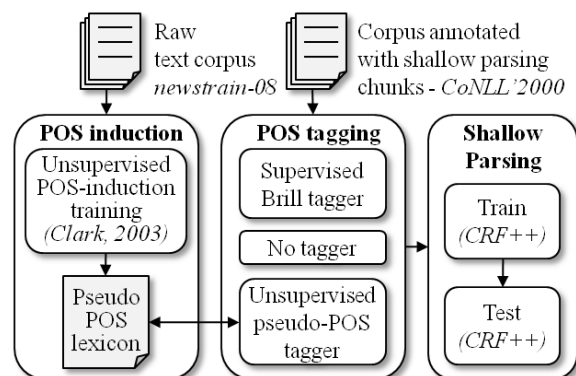 Raw
text corpus
newstrain-08
Corpus annotated
with shallow parsing
chunks - CoNLL'2000
POS induction
Unsupervised
POS-induction
training
(Clark, 2003)
Pseudo
POS
lexicon
POS tagging
Supervised
Brill tagger
No tagger
Unsupervised
pseudo-POS
tagger
Shallow
Parsing
Train
(CRF++)
Test
(CRF++)